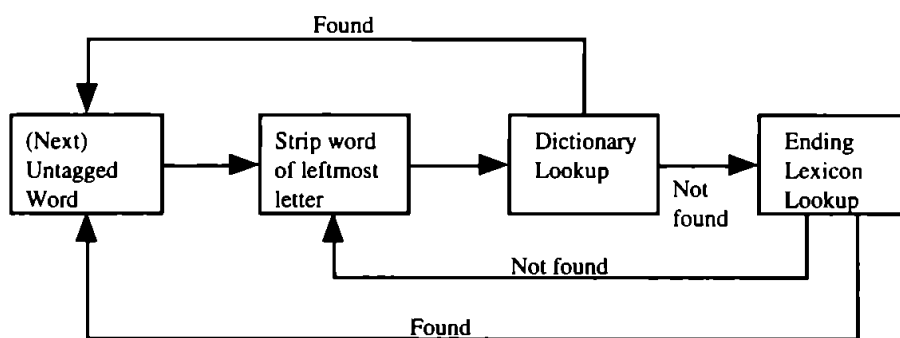 Found
(Next)
Untagged
Word
Strip word
of leftmost
letter
Dictionary
Lookup
Not
found
Ending
Lexicon
Lookup
Not found
Found